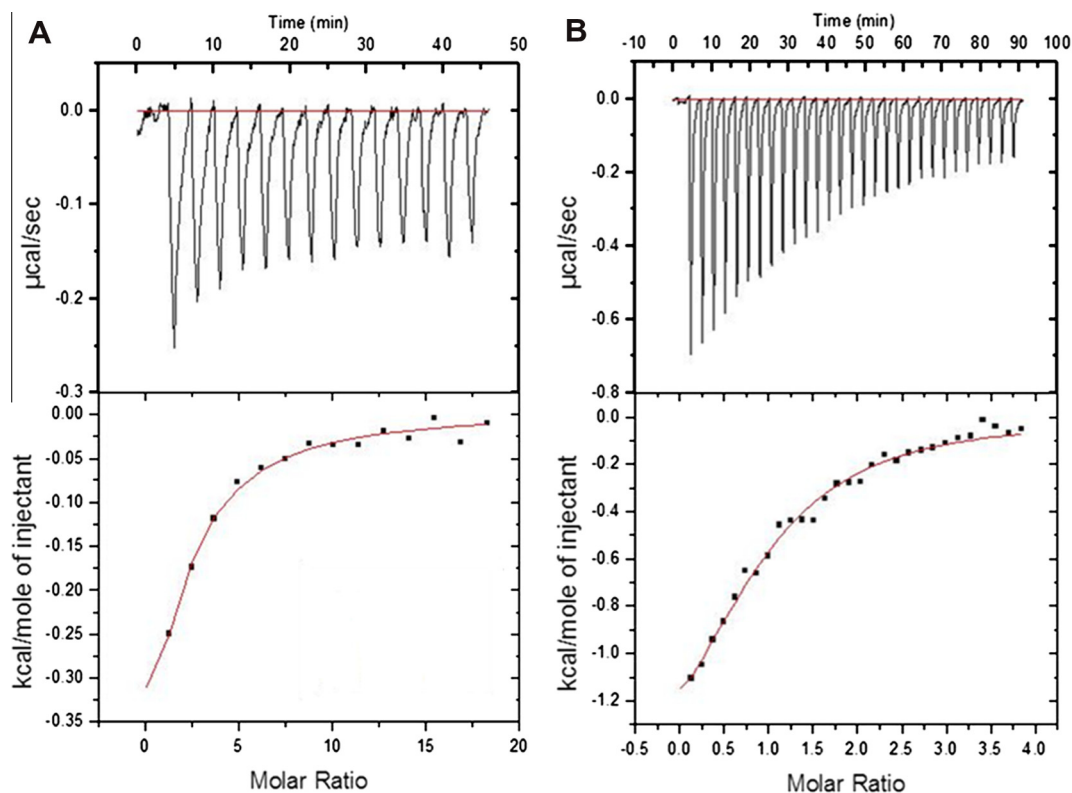 A
Time (min)
0 10 20 30 40 50
0.0
-0.1
-0.2
-0.3
µcal/sec
0.00
-0.05
-0.10
-0.15
-0.20
-0.25
-0.30
-0.35
kcal/mole of injectant
0 5 10 15 20
Molar Ratio
B
Time (min)
-10 0 10 20 30 40 50 60 70 80 90 100
0.0
-0.2
-0.4
-0.6
-0.8
µcal/sec
0.0
-0.2
-0.4
-0.6
-0.8
-1.0
-1.2
kcal/mole of injectant
-0.5 0.0 0.5 1.0 1.5 2.0 2.5 3.0 3.5 4.0
Molar Ratio